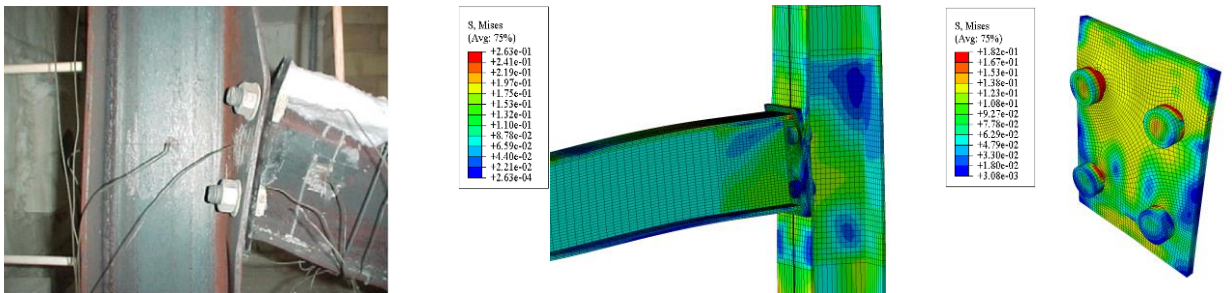 S, Mises
(Avg: 75%)
+2.63e-01
+2.41e-01
+2.19e-01
+1.97e-01
+1.75e-01
+1.53e-01
+1.32e-01
+1.10e-01
+8.78e-02
+6.59e-02
+4.40e-02
+2.21e-02
+2.63e-04
S, Mises
(Avg: 75%)
+1.82e-01
+1.67e-01
+1.53e-01
+1.38e-01
+1.23e-01
+1.08e-01
+9.27e-02
+7.78e-02
+6.29e-02
+4.79e-02
+3.30e-02
+1.80e-02
+3.08e-03